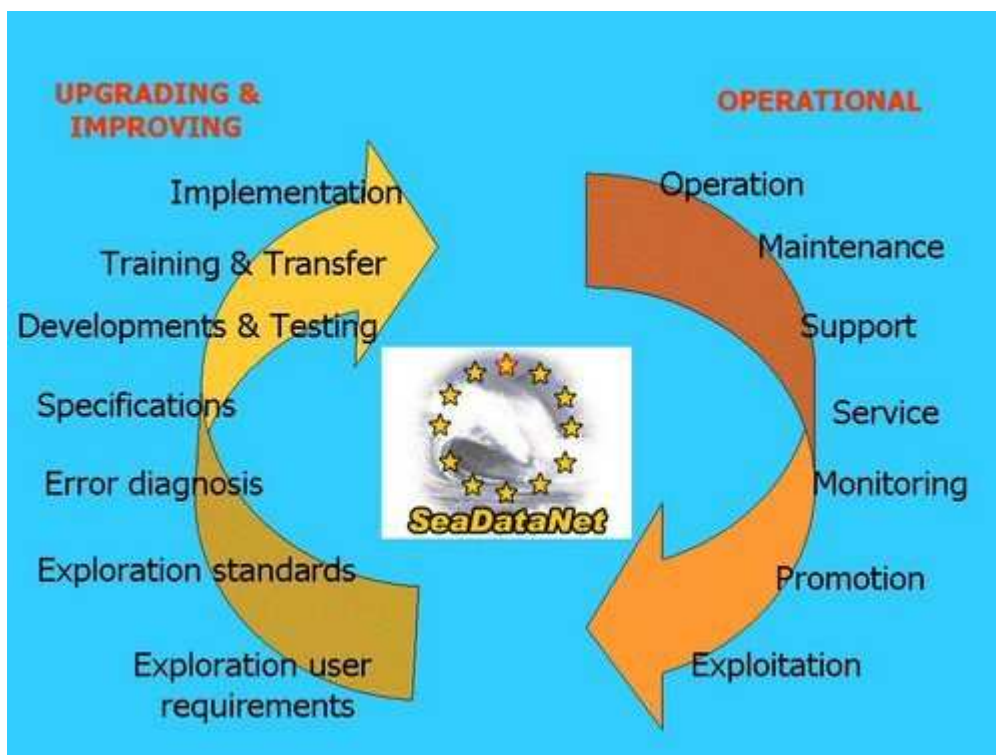 UPGRADING &
IMPROVING
Implementation
Training & Transfer
Developments & Testing
Specifications
Error diagnosis
Exploration standards
Exploration user
requirements
OPERATIONAL
Operation
Maintenance
Support
Service
Monitoring
Promotion
Exploitation
SeaDataNet